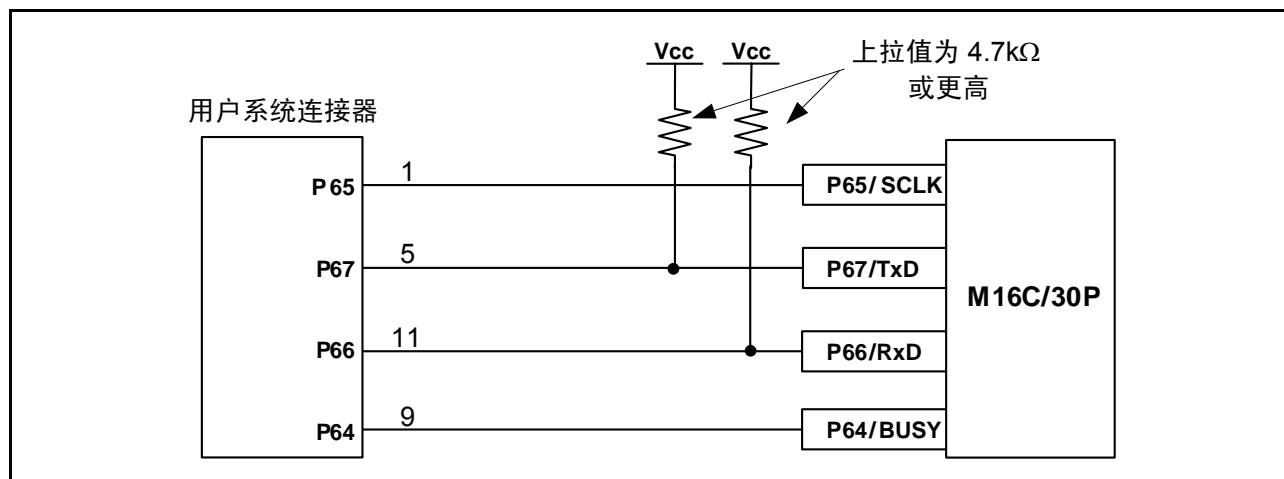 Vcc Vcc
上拉值为 4.7kΩ
或更高
用户系统连接器
P65 1 P65/SCLK
P67 5 P67/TxD
M16C/30P
P66 11 P66/RxD
P64 9 P64/BUSY